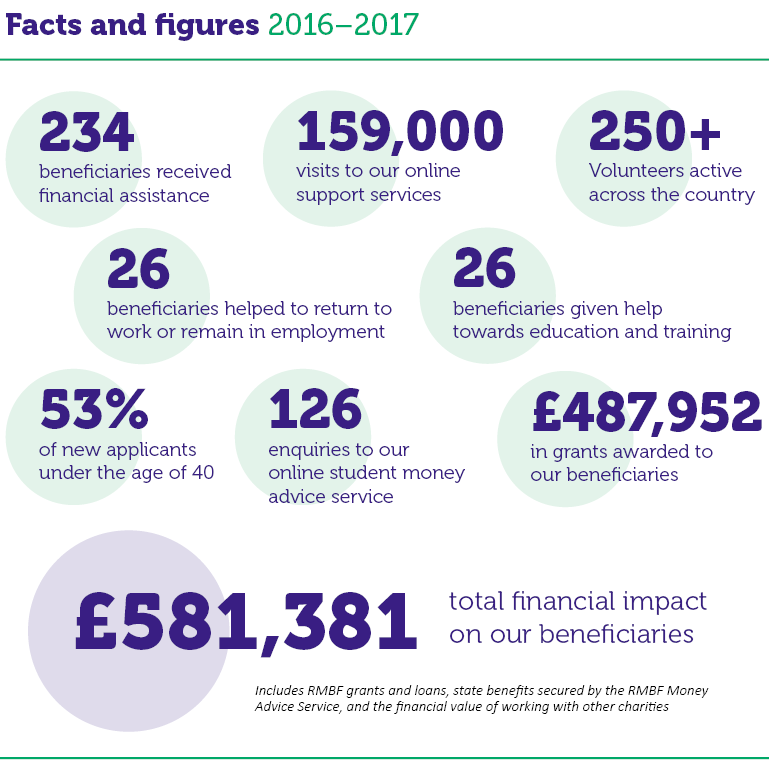 Facts and figures 2016–2017
234
beneficiaries received
financial assistance
159,000
visits to our online
support services
250+
Volunteers active
across the country
26
beneficiaries helped to return to
work or remain in employment
26
beneficiaries given help
towards education and training
53%
of new applicants
under the age of 40
126
enquiries to our
online student money
advice service
£487,952
in grants awarded to
our beneficiaries
£581,381
total financial impact
on our beneficiaries
Includes RMBF grants and loans, state benefits secured by the RMBF Money
Advice Service, and the financial value of working with other charities